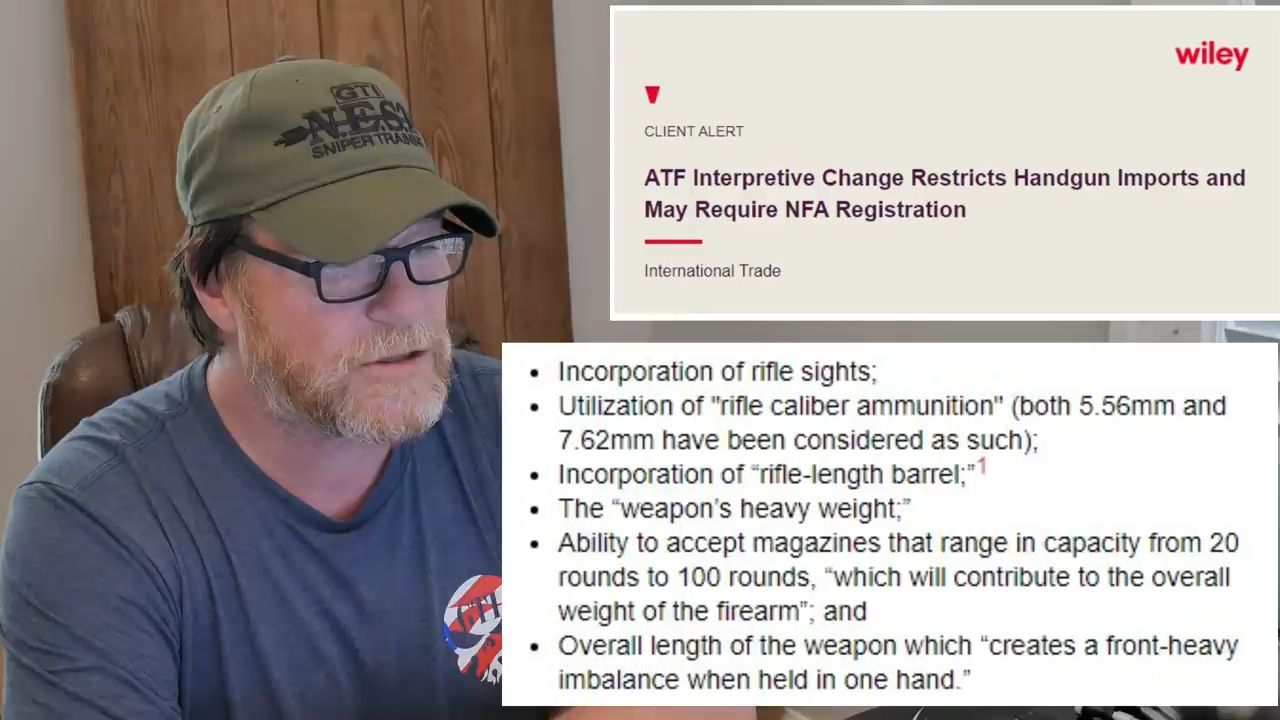 GTI
N.E.S.T.
SNIPER TRAINING
wiley
CLIENT ALERT
ATF Interpretive Change Restricts Handgun Imports and
May Require NFA Registration
International Trade
• Incorporation of rifle sights;
• Utilization of "rifle caliber ammunition" (both 5.56mm and
7.62mm have been considered as such);
• Incorporation of “rifle-length barrel;”1
• The “weapon’s heavy weight;”
• Ability to accept magazines that range in capacity from 20
rounds to 100 rounds, “which will contribute to the overall
weight of the firearm”; and
• Overall length of the weapon which “creates a front-heavy
imbalance when held in one hand.”